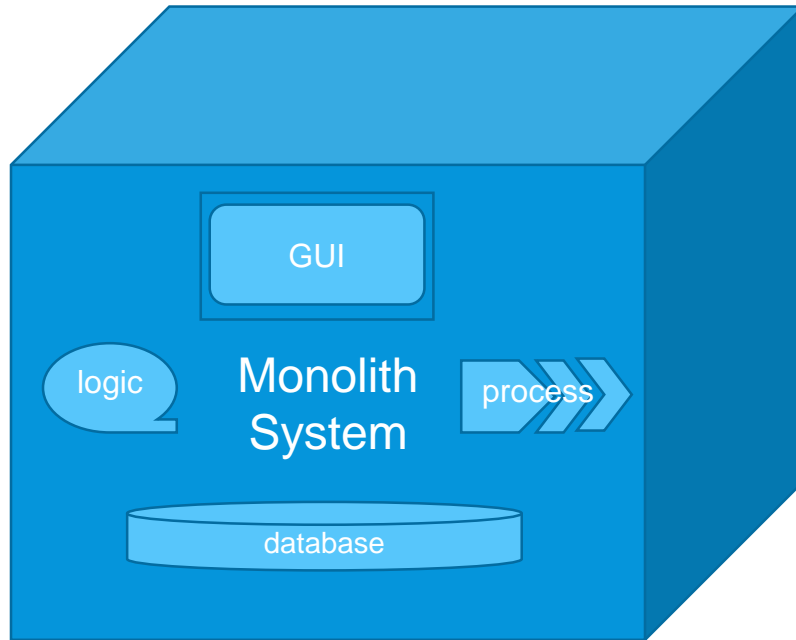 GUI
logic
Monolith
System
process
database